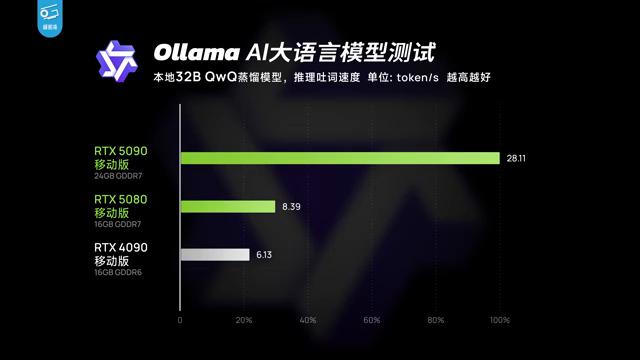 Ollama AI大语言模型测试
本地32B QwQ蒸馏模型，推理吐词速度 单位: token/s 越高越好
RTX 5090
移动版
24GB GDDR7
28.11
RTX 5080
移动版
16GB GDDR7
8.39
RTX 4090
移动版
16GB GDDR6
6.13
0 20% 40% 60% 80% 100%